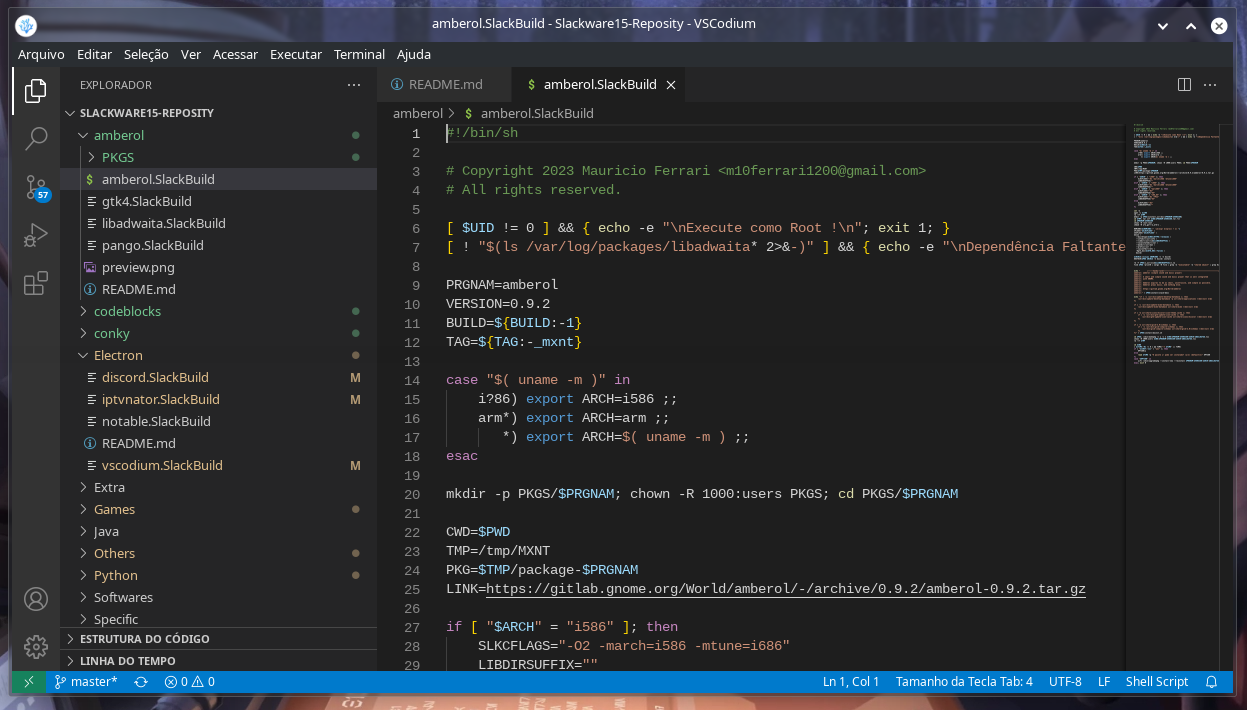 amberol.SlackBuild - Slackware15-Reposity - VSCodium
Arquivo Editar Seleção Ver Acessar Executar Terminal Ajuda
EXPLORADOR
SLACKWARE15-REPOSITY
amberol
PKGS
$ amberol.SlackBuild
gtk4.SlackBuild
libadwaita.SlackBuild
pango.SlackBuild
preview.png
README.md
codeblocks
conky
Electron
discord.SlackBuild M
iptvnator.SlackBuild M
notable.SlackBuild
README.md
vscodium.SlackBuild M
Extra
Games
Java
Others
Python
Softwares
Specific
ESTRUTURA DO CÓDIGO
LINHA DO TEMPO
57
README.md
$ amberol.SlackBuild
amberol > $ amberol.SlackBuild
1 #!/bin/sh
2
3 # Copyright 2023 Mauricio Ferrari <m10ferrari1200@gmail.com>
4 # All rights reserved.
5
6 [ $UID != 0 ] && { echo -e "\nExecute como Root !\n"; exit 1; }
7 [ ! "$(ls /var/log/packages/libadwaita* 2>&-)" ] && { echo -e "\nDependência Faltante
8
9 PRGNAM=amberol
10 VERSION=0.9.2
11 BUILD=${BUILD:-1}
12 TAG=${TAG:-_mxnt}
13
14 case "$( uname -m )" in
15     i?86) export ARCH=i586 ;;
16     arm*) export ARCH=arm ;;
17        *) export ARCH=$( uname -m ) ;;
18 esac
19
20 mkdir -p PKGS/$PRGNAM; chown -R 1000:users PKGS; cd PKGS/$PRGNAM
21
22 CWD=$PWD
23 TMP=/tmp/MXNT
24 PKG=$TMP/package-$PRGNAM
25 LINK=https://gitlab.gnome.org/World/amberol/-/archive/0.9.2/amberol-0.9.2.tar.gz
26
27 if [ "$ARCH" = "i586" ]; then
28     SLKCFLAGS="-O2 -march=i586 -mtune=i686"
29     LIBDIRSUFFIX=""
master* 0 0 Ln 1, Col 1 Tamanho da Tecla Tab: 4 UTF-8 LF Shell Script